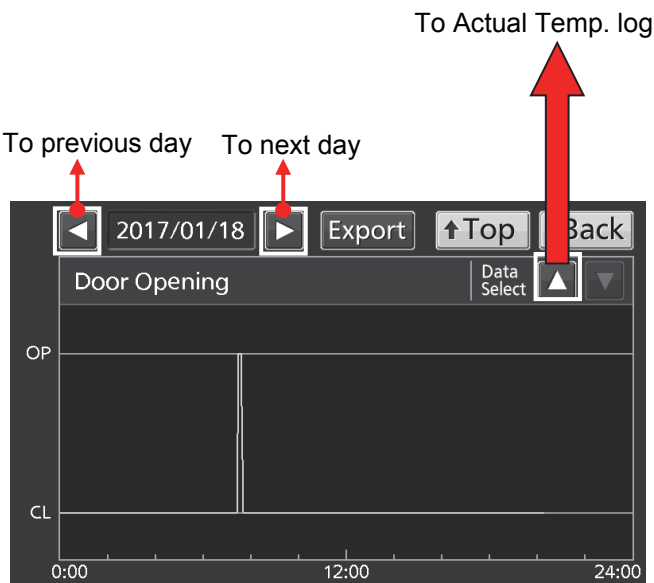 To Actual Temp. log
To previous day To next day
◀ 2017/01/18 ▶ Export ↑Top Back
Door Opening Data Select ▲ ▼
OP
CL
0:00 12:00 24:00